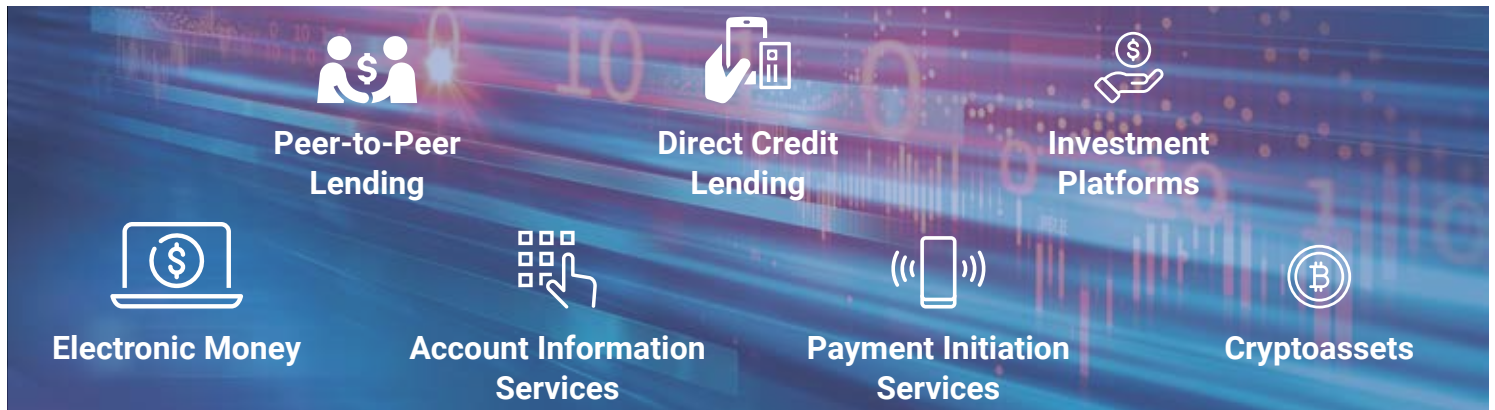 Peer-to-Peer
Lending
Direct Credit
Lending
Investment
Platforms
Electronic Money
Account Information
Services
Payment Initiation
Services
Cryptoassets